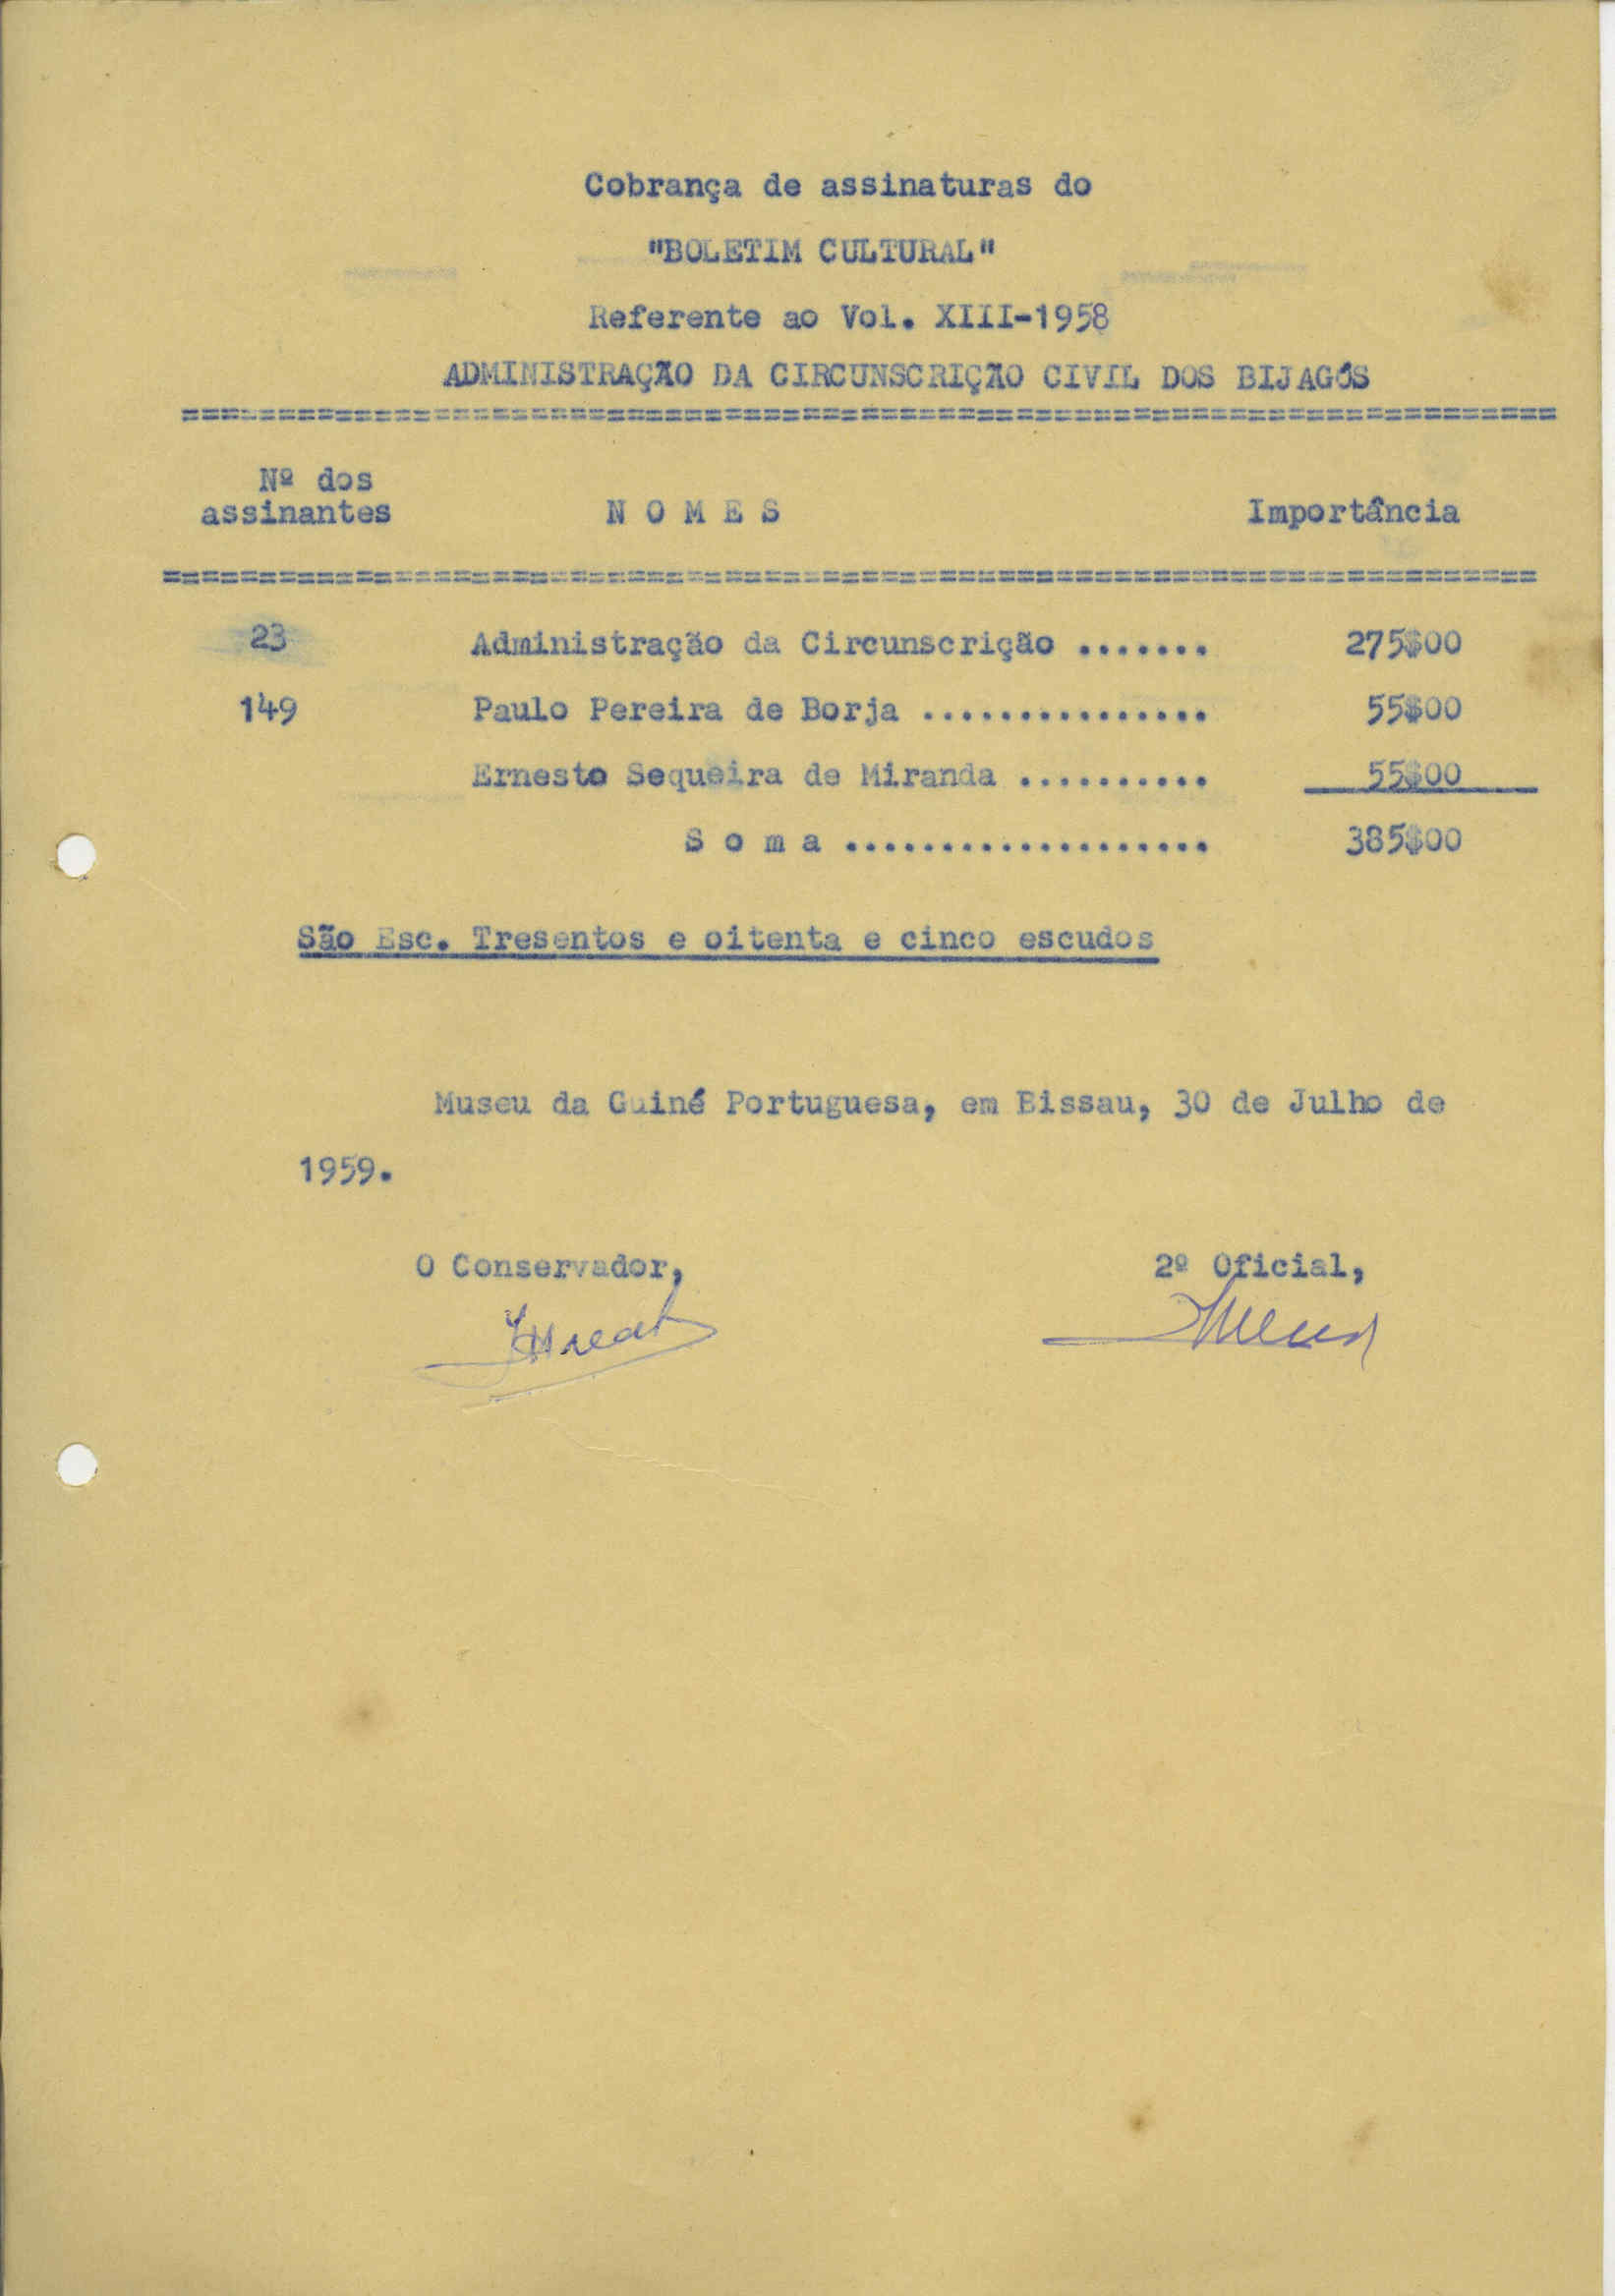 Cobrança de assinaturas do
"BOLETIM CULTURAL"
Referente ao Vol. XIII-1958
ADMINISTRAÇÃO DA CIRCUNSCRIÇÃO CIVIL DOS BIJAGÓS
=======================================================================
Nº dos
assinantes N O M E S Importância
=======================================================================
23 Administração da Circunscrição ....... 275$00
149 Paulo Pereira de Borja ............... 55$00
Ernesto Sequeira de Miranda .......... 55$00
S o m a ................... 385$00
São Esc. Tresentos e oitenta e cinco escudos
Museu da Guiné Portuguesa, em Bissau, 30 de Julho de
1959.
O Conservador, 2º Oficial,